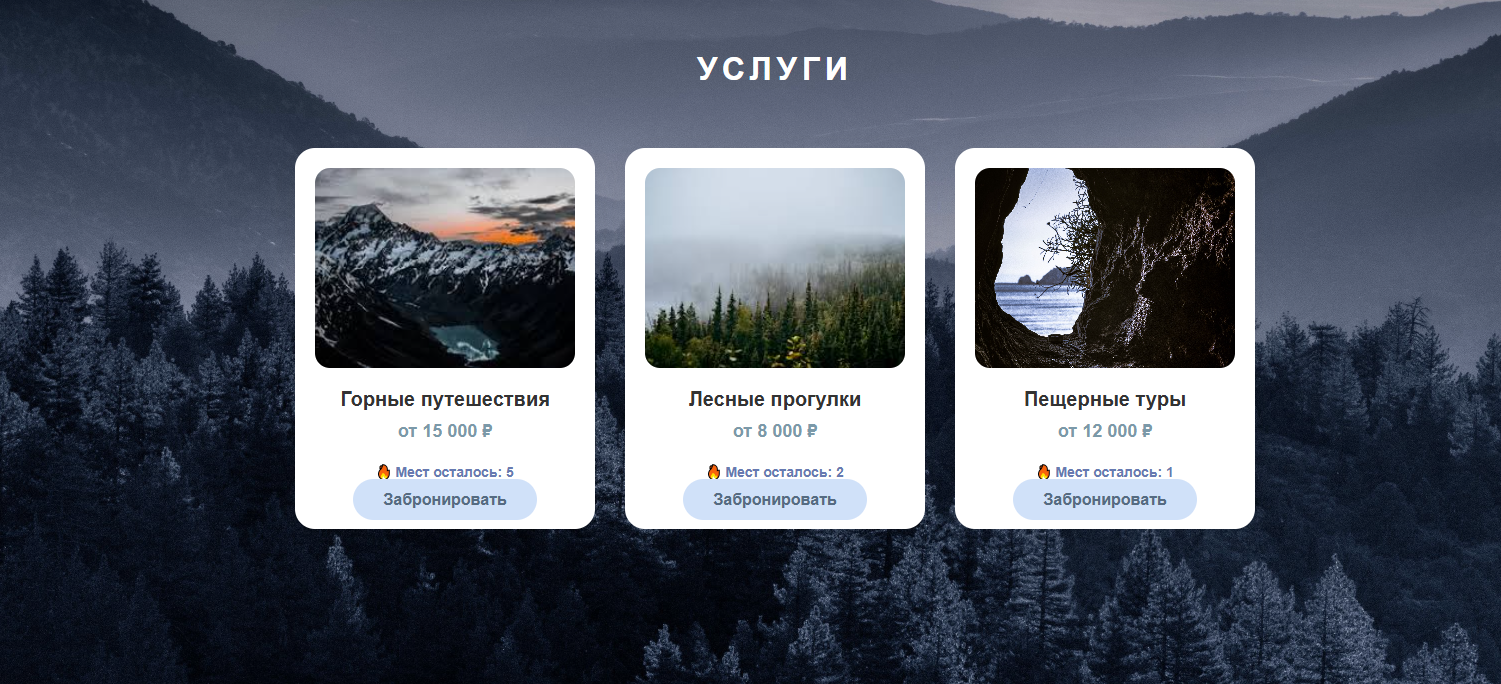 УСЛУГИ
Горные путешествия
от 15 000 ₽
🔥 Мест осталось: 5
Забронировать
Лесные прогулки
от 8 000 ₽
🔥 Мест осталось: 2
Забронировать
Пещерные туры
от 12 000 ₽
🔥 Мест осталось: 1
Забронировать